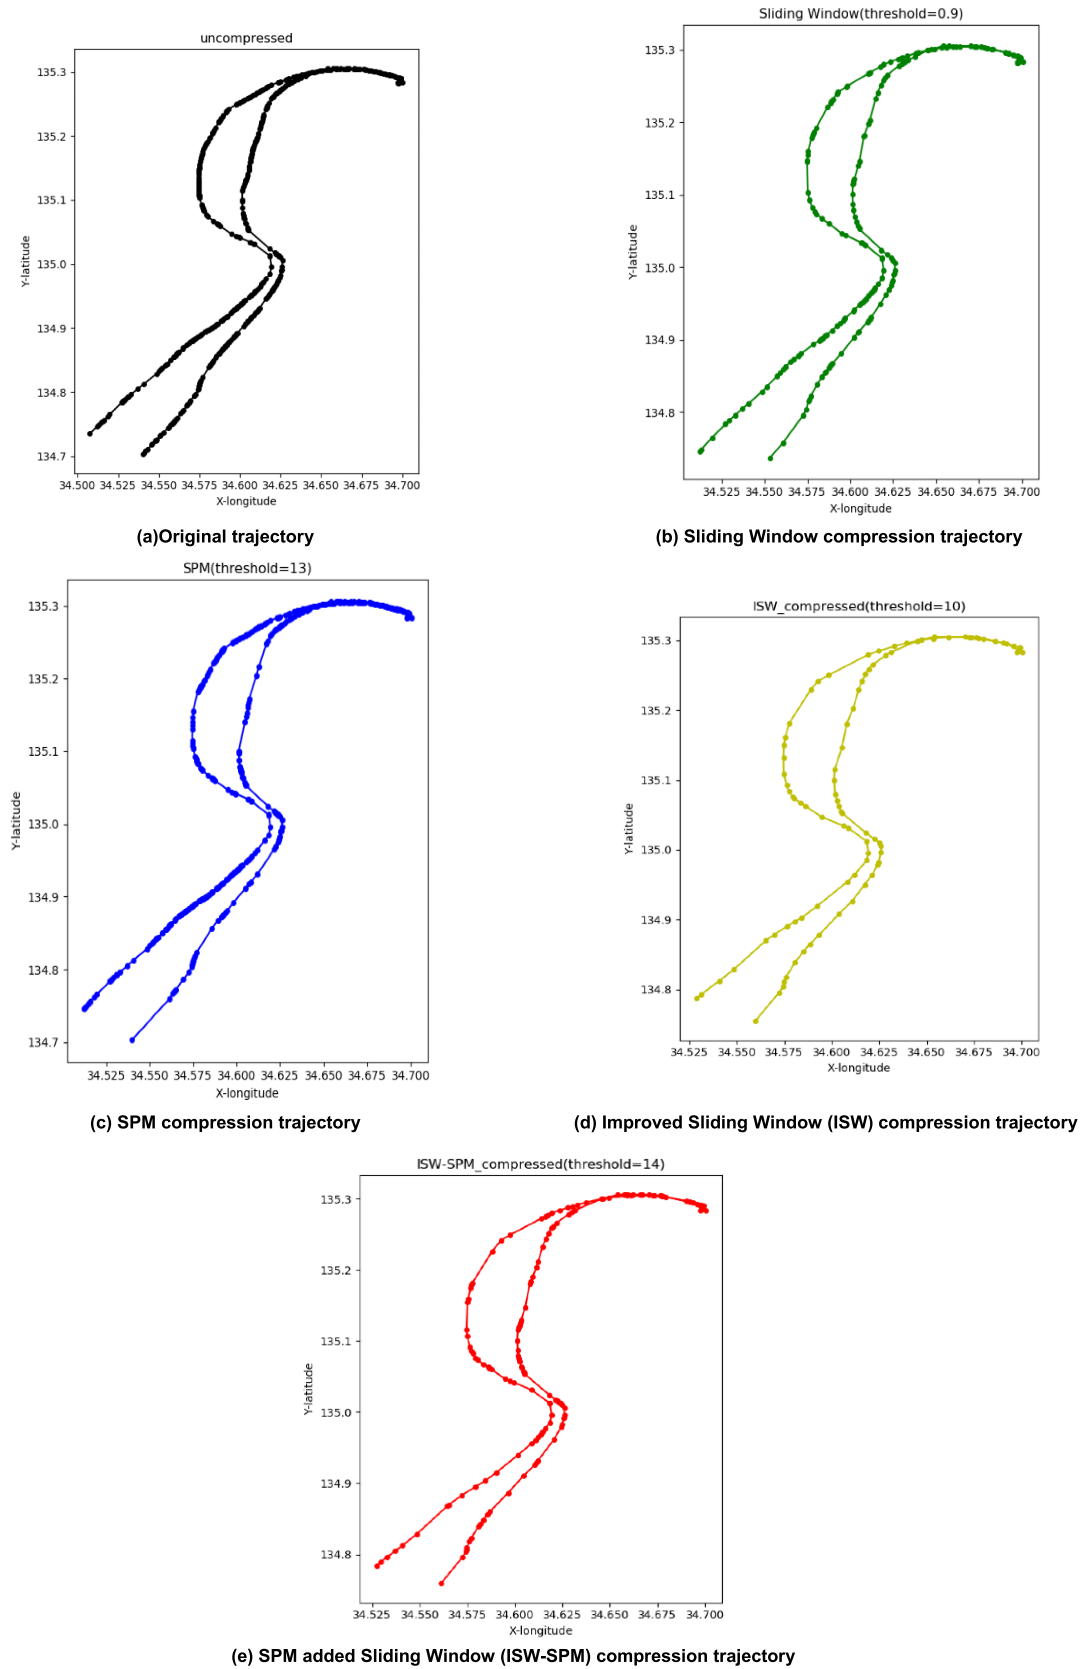 uncompressed
135.3
135.2
135.1
135.0
134.9
134.8
134.7
Y-latitude
34.500 34.525 34.550 34.575 34.600 34.625 34.650 34.675 34.700
X-longitude
(a)Original trajectory
Sliding Window(threshold=0.9)
135.3
135.2
135.1
135.0
134.9
134.8
Y-latitude
34.525 34.550 34.575 34.600 34.625 34.650 34.675 34.700
X-longitude
(b) Sliding Window compression trajectory
SPM(threshold=13)
135.3
135.2
135.1
135.0
134.9
134.8
134.7
Y-latitude
34.525 34.550 34.575 34.600 34.625 34.650 34.675 34.700
X-longitude
(c) SPM compression trajectory
ISW_compressed(threshold=10)
135.3
135.2
135.1
135.0
134.9
134.8
Y-latitude
34.525 34.550 34.575 34.600 34.625 34.650 34.675 34.700
X-longitude
(d) Improved Sliding Window (ISW) compression trajectory
ISW-SPM_compressed(threshold=14)
135.3
135.2
135.1
135.0
134.9
134.8
Y-latitude
34.525 34.550 34.575 34.600 34.625 34.650 34.675 34.700
X-longitude
(e) SPM added Sliding Window (ISW-SPM) compression trajectory